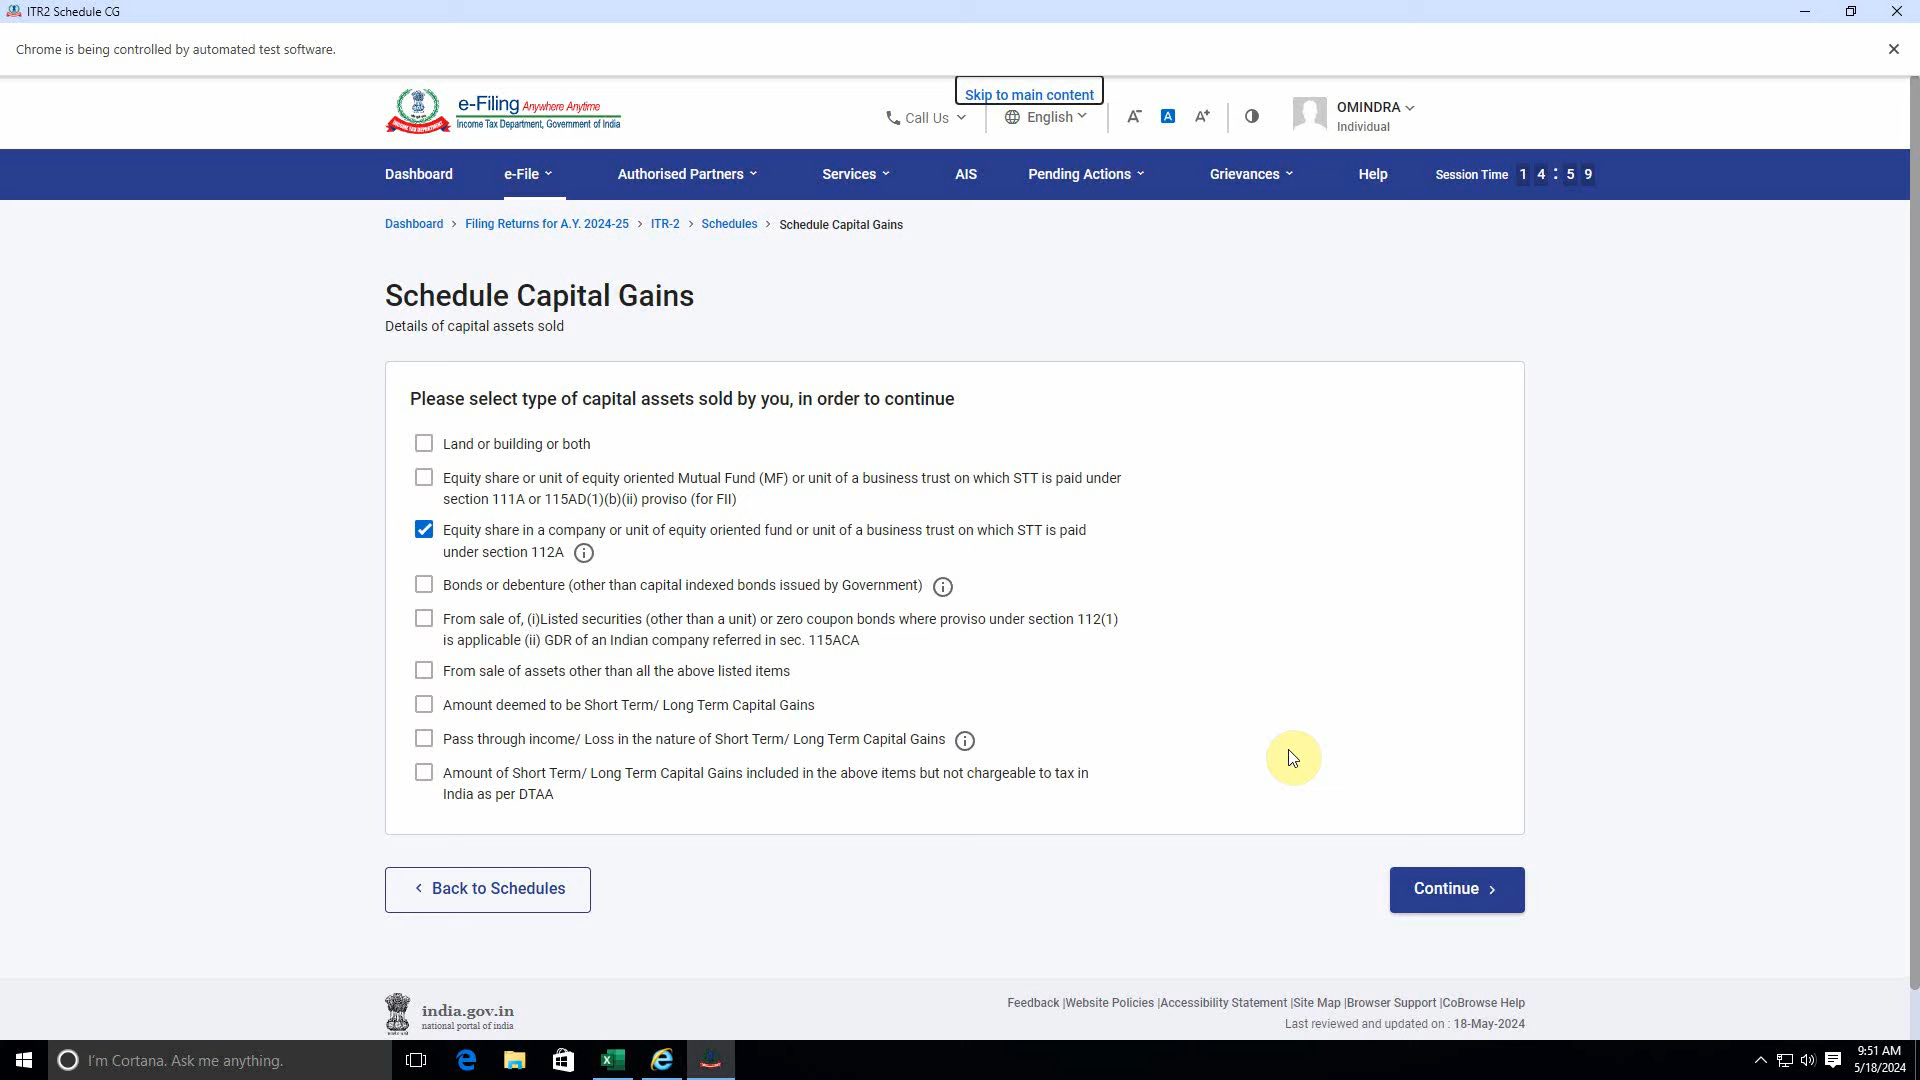 ITR2 Schedule CG
Chrome is being controlled by automated test software.
e-Filing Anywhere Anytime
Income Tax Department, Government of India
Skip to main content
Call Us
English
A-
A
A+
OMINDRA
Individual
Dashboard
e-File
Authorised Partners
Services
AIS
Pending Actions
Grievances
Help
Session Time 1 4 : 5 9
Dashboard > Filing Returns for A.Y. 2024-25 > ITR-2 > Schedules > Schedule Capital Gains
Schedule Capital Gains
Details of capital assets sold
Please select type of capital assets sold by you, in order to continue
Land or building or both
Equity share or unit of equity oriented Mutual Fund (MF) or unit of a business trust on which STT is paid under
section 111A or 115AD(1)(b)(ii) proviso (for FII)
Equity share in a company or unit of equity oriented fund or unit of a business trust on which STT is paid
under section 112A
Bonds or debenture (other than capital indexed bonds issued by Government)
From sale of, (i)Listed securities (other than a unit) or zero coupon bonds where proviso under section 112(1)
is applicable (ii) GDR of an Indian company referred in sec. 115ACA
From sale of assets other than all the above listed items
Amount deemed to be Short Term/ Long Term Capital Gains
Pass through income/ Loss in the nature of Short Term/ Long Term Capital Gains
Amount of Short Term/ Long Term Capital Gains included in the above items but not chargeable to tax in
India as per DTAA
< Back to Schedules
Continue >
india.gov.in
national portal of india
Feedback |Website Policies |Accessibility Statement |Site Map |Browser Support |CoBrowse Help
Last reviewed and updated on : 18-May-2024
I'm Cortana. Ask me anything.
9:51 AM
5/18/2024